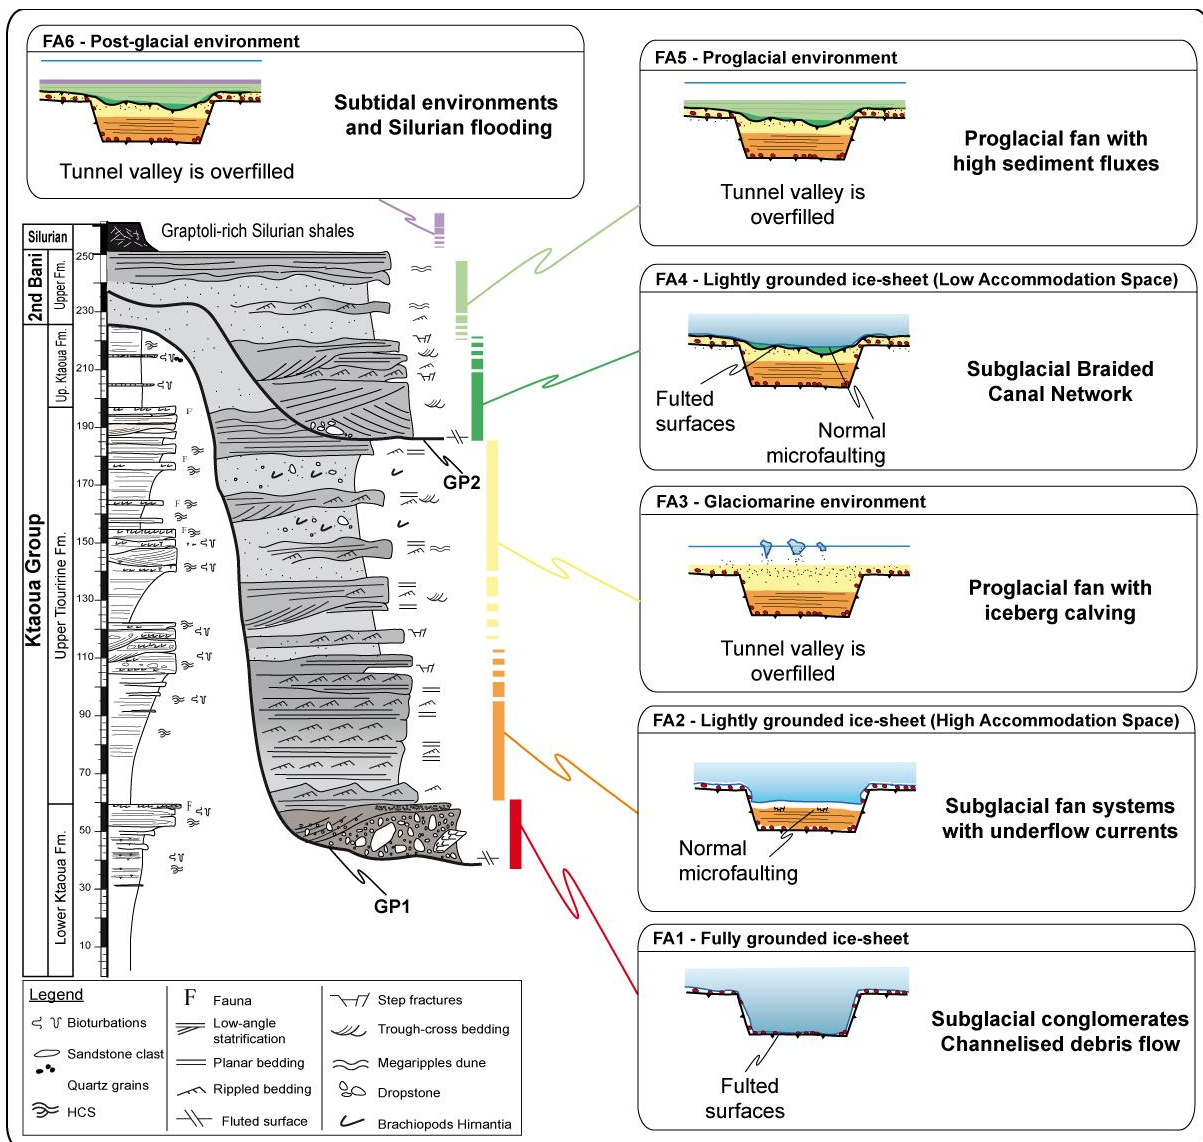 FA6 - Post-glacial environment
Subtidal environments
and Silurian flooding
Tunnel valley is overfilled
FA5 - Proglacial environment
Proglacial fan with
high sediment fluxes
Tunnel valley is
overfilled
FA4 - Lightly grounded ice-sheet (Low Accommodation Space)
Subglacial Braided
Canal Network
Fulted
surfaces
Normal
microfaulting
FA3 - Glaciomarine environment
Proglacial fan with
iceberg calving
Tunnel valley is
overfilled
FA2 - Lightly grounded ice-sheet (High Accommodation Space)
Subglacial fan systems
with underflow currents
Normal
microfaulting
FA1 - Fully grounded ice-sheet
Subglacial conglomerates
Channelised debris flow
Fulted
surfaces
Silurian
Graptoli-rich Silurian shales
2nd Bani
Upper Fm.
Ktaoua Group
Up. Ktaoua Fm.
Upper Tiouririne Fm.
Lower Ktaoua Fm.
250
230
210
190
170
150
130
110
90
70
50
30
10
F
F
F
F
F
GP2
GP1
Legend
Bioturbations
Sandstone clast
Quartz grains
HCS
F Fauna
Low-angle
statrification
Planar bedding
Rippled bedding
Fluted surface
Step fractures
Trough-cross bedding
Megaripples dune
Dropstone
Brachiopods Hirnantia